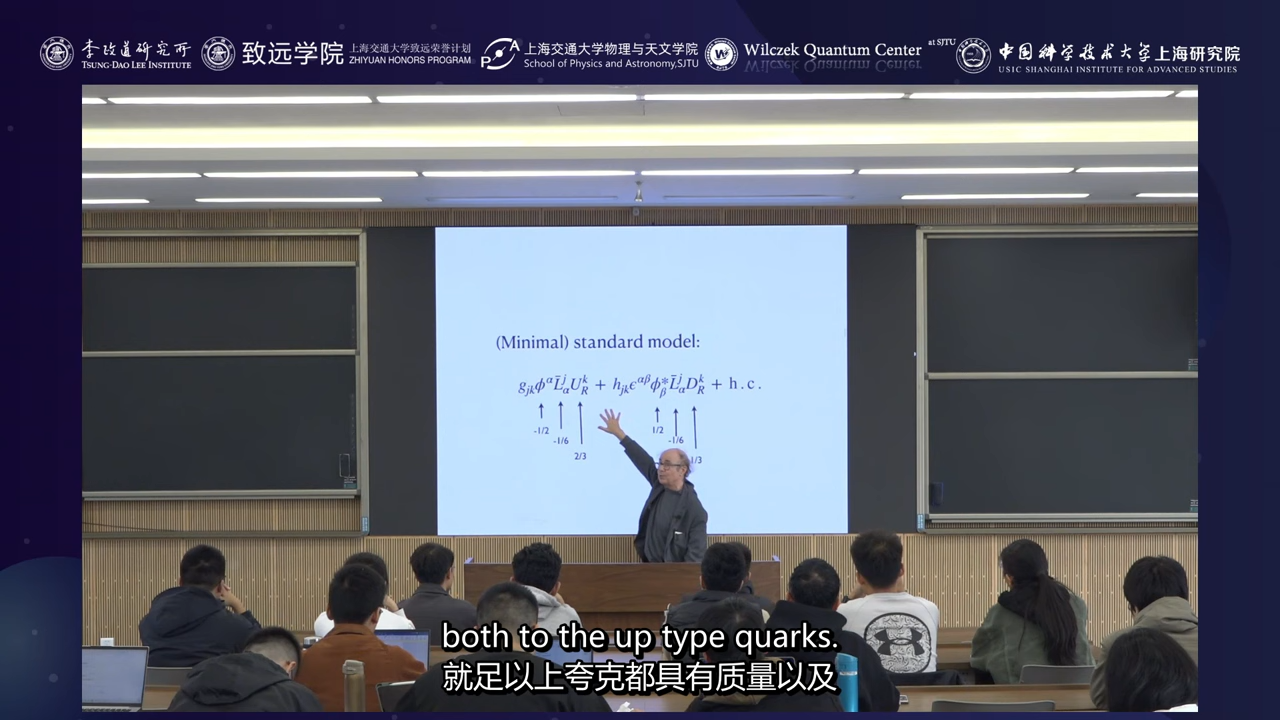 李政道研究所
TSUNG-DAO LEE INSTITUTE
致远学院
上海交通大学致远荣誉计划
ZHIYUAN HONORS PROGRAM
上海交通大学物理与天文学院
School of Physics and Astronomy,SJTU
Wilczek Quantum Center
at SJTU
中国科学技术大学上海研究院
USTC SHANGHAI INSTITUTE FOR ADVANCED STUDIES
(Minimal) standard model:
g_{jk}ϕ^α L̄^j_α U^k_R + h_{jk}ϵ^{αβ}ϕ^*_β L̄^j_α D^k_R + h.c.
-1/2 1/2
-1/6 -1/6
2/3 1/3
both to the up type quarks.
就足以上夸克都具有质量以及